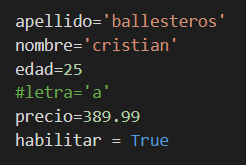 apellido='ballesteros'
nombre='cristian'
edad=25
#letra='a'
precio=389.99
habilitar = True